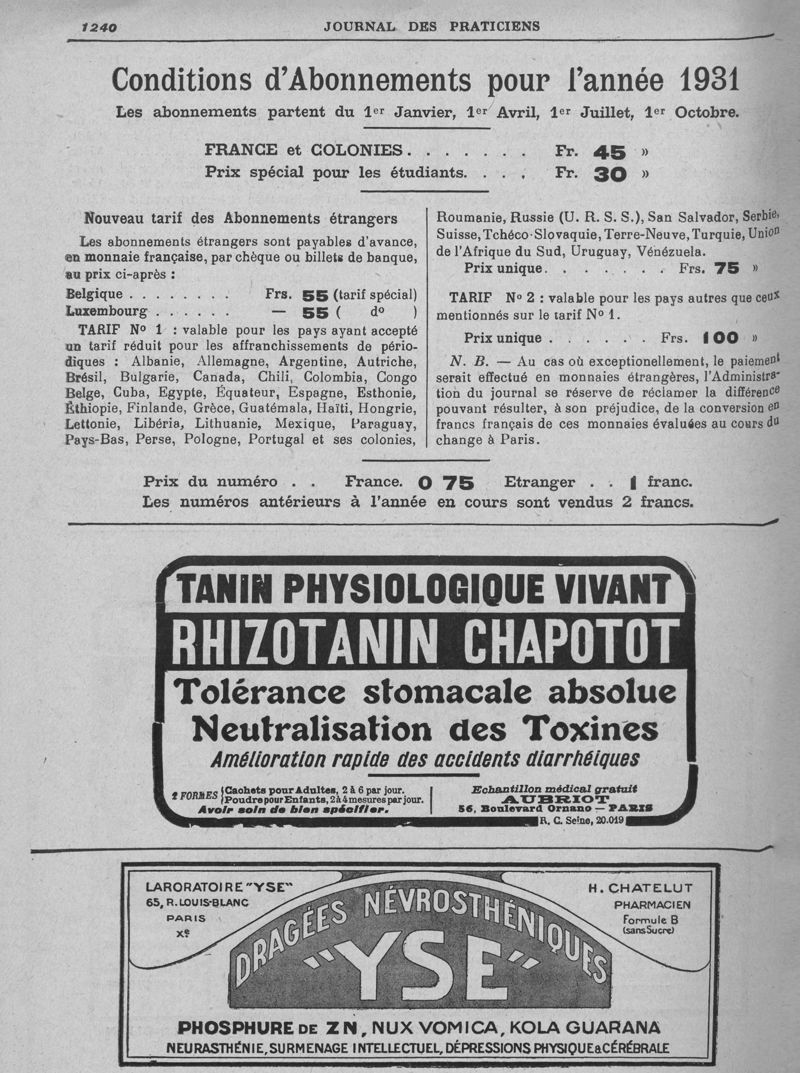 1240
JOURNAL DES PRATICIENS
Conditions d'Abonnements pour l'année 1931
Les abonnements partent du 1er Janvier, 1er Avril, 1er Juillet, 1er Octobre.
FRANCE et COLONIES. . . . . . . Fr. 45 »
Prix spécial pour les étudiants. . . . Fr. 30 »
Nouveau tarif des Abonnements étrangers
Les abonnements étrangers sont payables d'avance,
en monnaie française, par chèque ou billets de banque,
au prix ci-après :
Belgique . . . . . . . . Frs. 55 (tarif spécial)
Luxembourg . . . . . . — 55 ( do )
TARIF No 1 : valable pour les pays ayant accepté
un tarif réduit pour les affranchissements de pério-
diques : Albanie, Allemagne, Argentine, Autriche,
Brésil, Bulgarie, Canada, Chili, Colombia, Congo
Belge, Cuba, Egypte, Équateur, Espagne, Esthonie,
Éthiopie, Finlande, Grèce, Guatémala, Haïti, Hongrie,
Lettonie, Libéria, Lithuanie, Mexique, Paraguay,
Pays-Bas, Perse, Pologne, Portugal et ses colonies,
Roumanie, Russie (U. R. S. S.), San Salvador, Serbie,
Suisse, Tchéco-Slovaquie, Terre-Neuve, Turquie, Union
de l'Afrique du Sud, Uruguay, Vénézuela.
Prix unique. . . . . . . . Frs. 75 »
TARIF No 2 : valable pour les pays autres que ceux
mentionnés sur le tarif No 1.
Prix unique . . . . . . Frs. 100 »
N. B. — Au cas où exceptionellement, le paiement
serait effectué en monnaies étrangères, l'Administra-
tion du journal se réserve de réclamer la différence
pouvant résulter, à son préjudice, de la conversion en
francs français de ces monnaies évaluées au cours du
change à Paris.
Prix du numéro . . France. 0 75 Etranger . . 1 franc.
Les numéros antérieurs à l'année en cours sont vendus 2 francs.
TANIN PHYSIOLOGIQUE VIVANT
RHIZOTANIN CHAPOTOT
Tolérance stomacale absolue
Neutralisation des Toxines
Amélioration rapide des accidents diarrhéiques
2 FORMES { Cachets pour Adultes, 2 à 6 par jour.
Poudre pour Enfants, 2 à 4 mesures par jour.
Avoir soin de bien spécifier.
Echantillon médical gratuit
AUBRIOT
56, Boulevard Ornano — PARIS
R. C. Seine, 20.019
LARORATOIRE "YSE"
65, R. LOUIS-BLANC
PARIS
Xe
H. CHATELUT
PHARMACIEN
Formule B
(sans Sucre)
DRAGÉES NÉVROSTHÉNIQUES
"YSE"
PHOSPHURE DE ZN, NUX VOMICA, KOLA GUARANA
NEURASTHÉNIE, SURMENAGE INTELLECTUEL, DÉPRESSIONS PHYSIQUE & CÉRÉBRALE